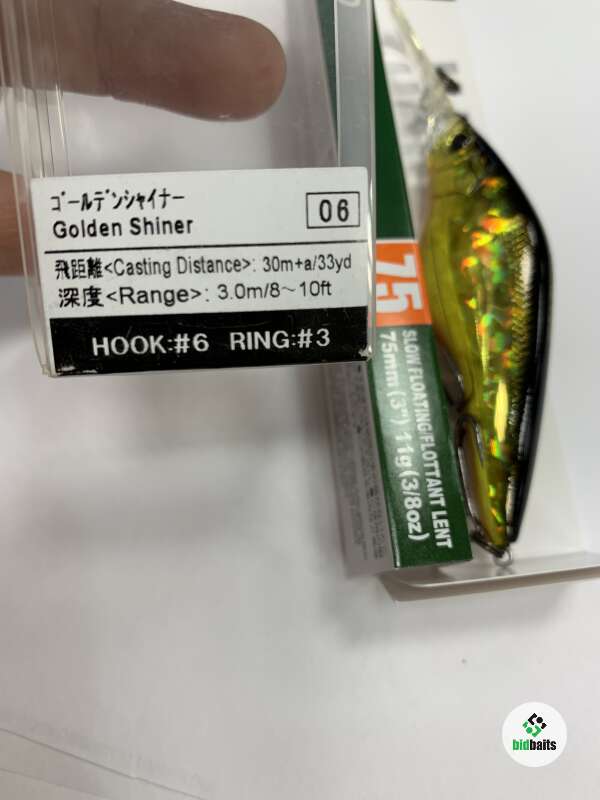 ｺﾞｰﾙﾃﾞﾝｼｬｲﾅｰ
Golden Shiner
06
飛距離<Casting Distance>: 30m+a/33yd
深度<Range>: 3.0m/8～10ft
HOOK:#6 RING:#3
75
SLOW FLOATING/FLOTTANT LENT
75mm (3") 11g (3/8oz)
bidbaits